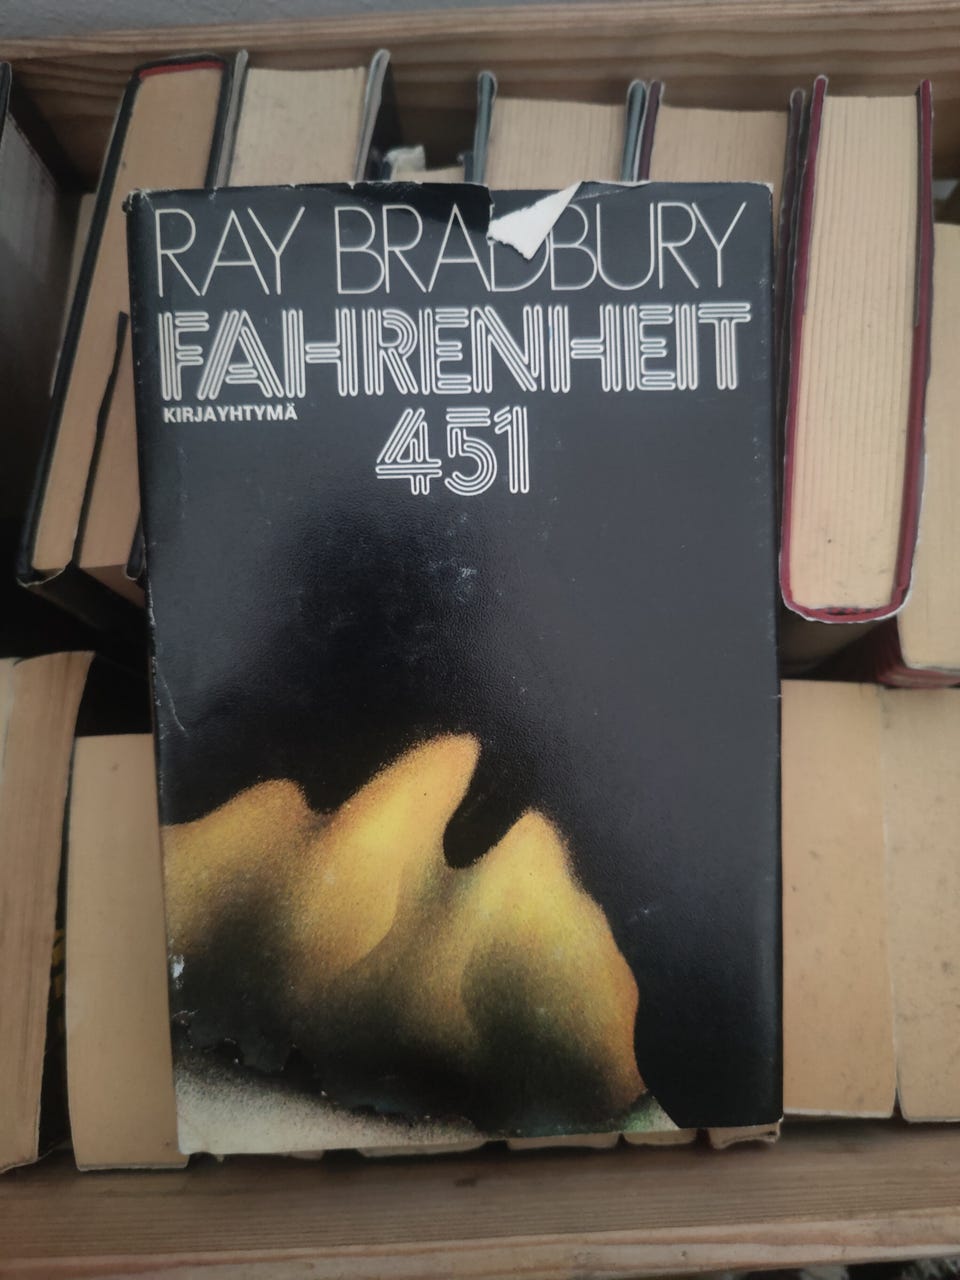 RAY BRADBURY
FAHRENHEIT
KIRJAYHTYMÄ
451